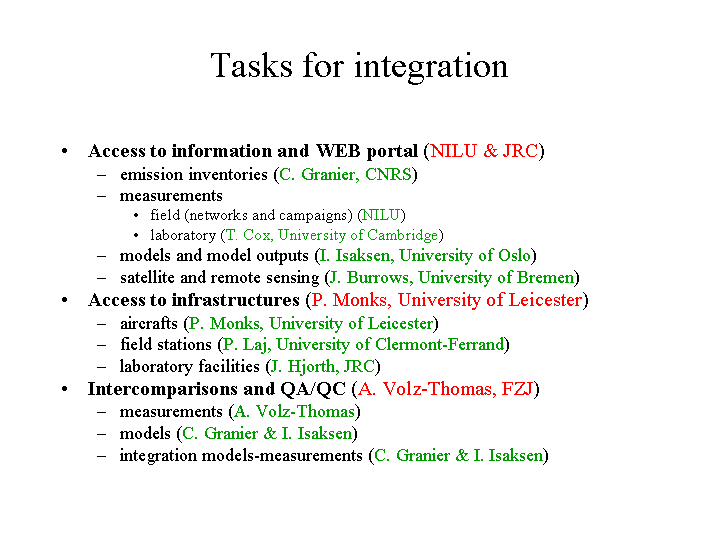 Tasks for integration
• Access to information and WEB portal (NILU & JRC)
– emission inventories (C. Granier, CNRS)
– measurements
• field (networks and campaigns) (NILU)
• laboratory (T. Cox, University of Cambridge)
– models and model outputs (I. Isaksen, University of Oslo)
– satellite and remote sensing (J. Burrows, University of Bremen)
• Access to infrastructures (P. Monks, University of Leicester)
– aircrafts (P. Monks, University of Leicester)
– field stations (P. Laj, University of Clermont-Ferrand)
– laboratory facilities (J. Hjorth, JRC)
• Intercomparisons and QA/QC (A. Volz-Thomas, FZJ)
– measurements (A. Volz-Thomas)
– models (C. Granier & I. Isaksen)
– integration models-measurements (C. Granier & I. Isaksen)